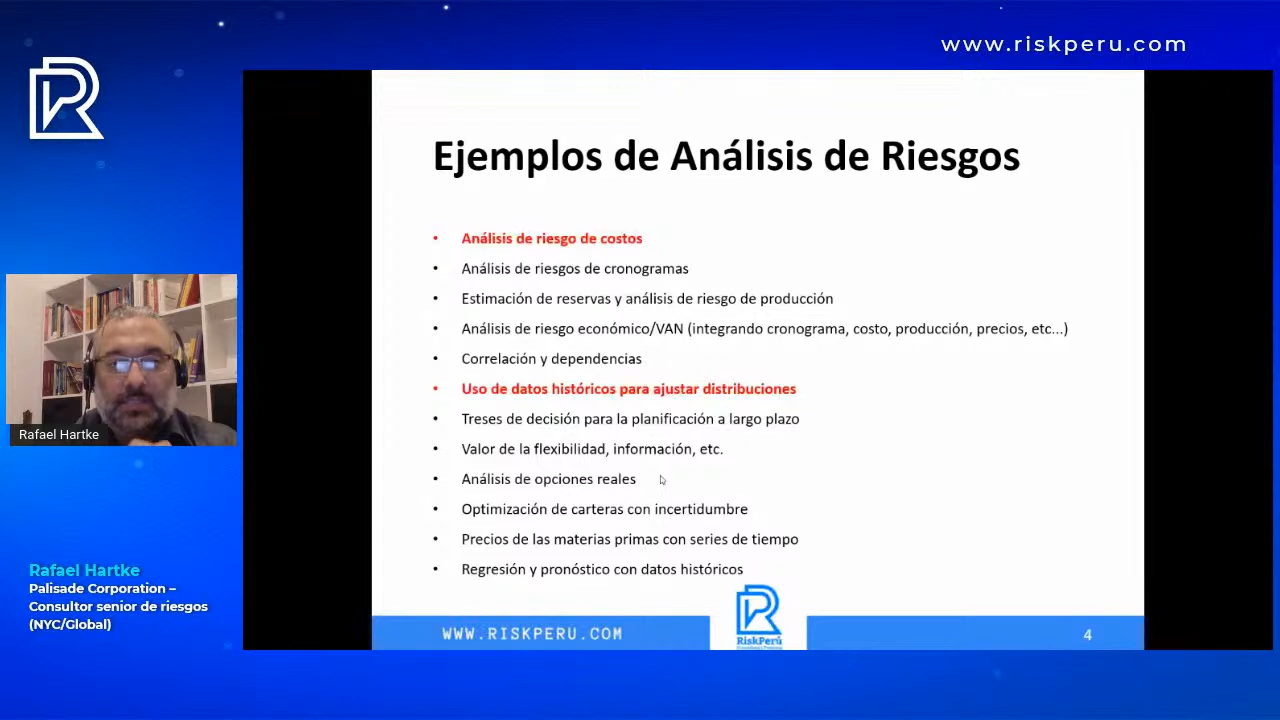 www.riskperu.com
Ejemplos de Análisis de Riesgos
• Análisis de riesgo de costos
• Análisis de riesgos de cronogramas
• Estimación de reservas y análisis de riesgo de producción
• Análisis de riesgo económico/VAN (integrando cronograma, costo, producción, precios, etc...)
• Correlación y dependencias
• Uso de datos históricos para ajustar distribuciones
• Treses de decisión para la planificación a largo plazo
• Valor de la flexibilidad, información, etc.
• Análisis de opciones reales
• Optimización de carteras con incertidumbre
• Precios de las materias primas con series de tiempo
• Regresión y pronóstico con datos históricos
WWW.RISKPERU.COM
RiskPerú
4
Rafael Hartke
Rafael Hartke
Palisade Corporation –
Consultor senior de riesgos
(NYC/Global)